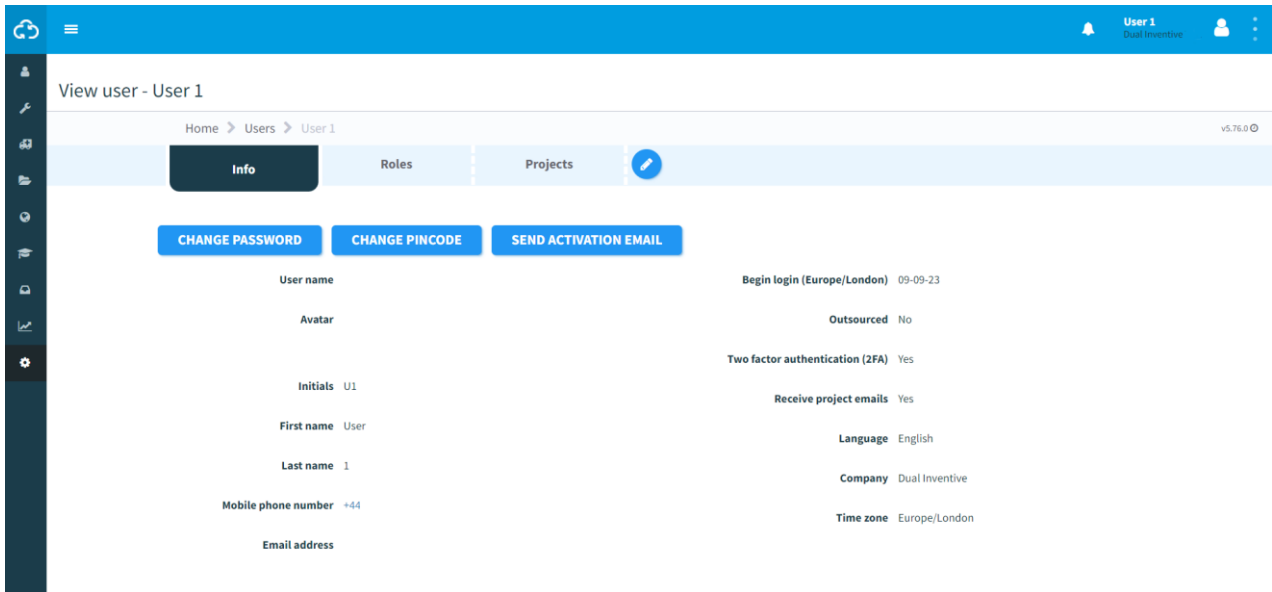 User 1
Dual Inventive
View user - User 1
Home Users User 1
v5.76.0
Info Roles Projects
CHANGE PASSWORD CHANGE PINCODE SEND ACTIVATION EMAIL
User name
Avatar
Initials U1
First name User
Last name 1
Mobile phone number +44
Email address
Begin login (Europe/London) 09-09-23
Outsourced No
Two factor authentication (2FA) Yes
Receive project emails Yes
Language English
Company Dual Inventive
Time zone Europe/London